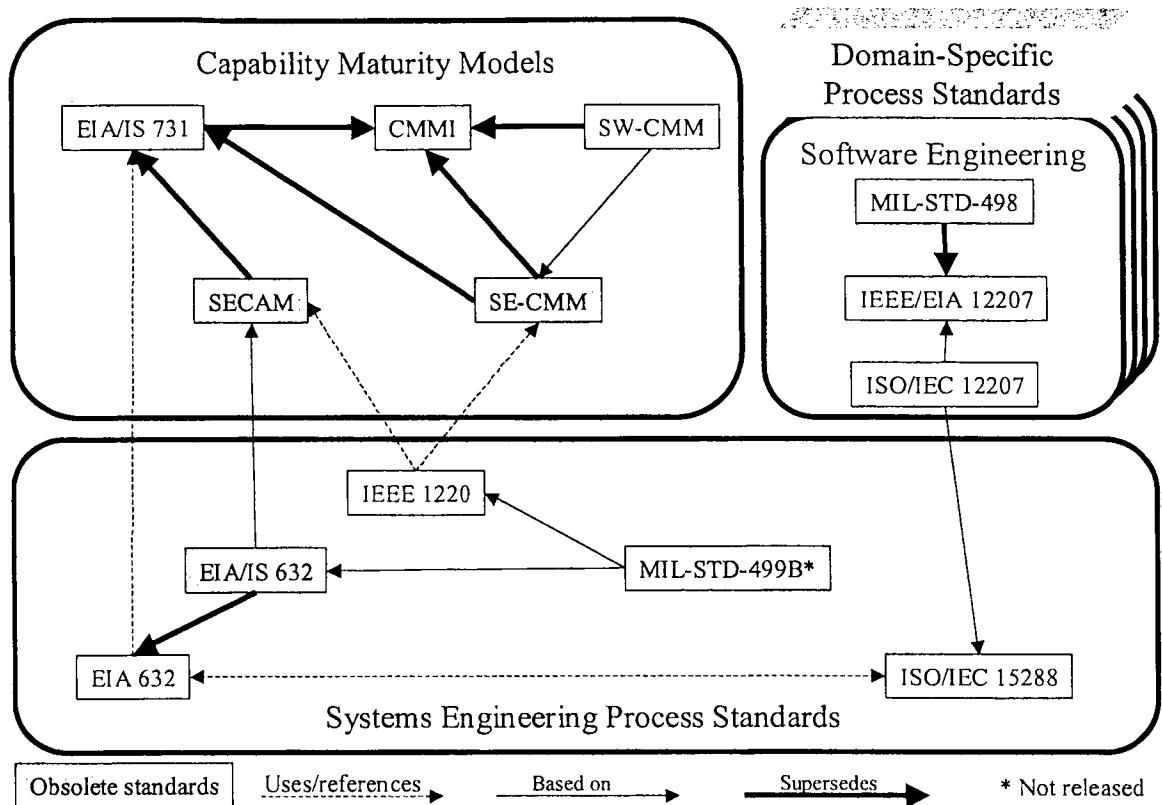 Capability Maturity Models
EIA/IS 731
CMMI
SW-CMM
SECAM
SE-CMM
Domain-Specific
Process Standards
Software Engineering
MIL-STD-498
IEEE/EIA 12207
ISO/IEC 12207
IEEE 1220
EIA/IS 632
MIL-STD-499B*
EIA 632
ISO/IEC 15288
Systems Engineering Process Standards
Obsolete standards
Uses/references
Based on
Supersedes
* Not released